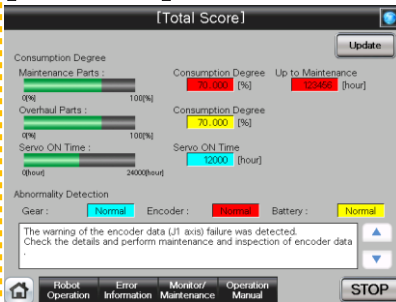 [Total Score]
Update
Consumption Degree
Maintenance Parts :
Consumption Degree
Up to Maintenance
70.000 [%]
123456 [hour]
0[%]
100[%]
Overhaul Parts :
Consumption Degree
70.000 [%]
0[%]
100[%]
Servo ON Time :
Servo ON Time
12000 [hour]
0[hour]
24000[hour]
Abnormality Detection
Gear : Normal Encoder : Normal Battery : Normal
The warning of the encoder data (J1 axis) failure was detected.
Check the details and perform maintenance and inspection of encoder data
.
Robot Operation
Error Information
Monitor/ Maintenance
Operation Manual
STOP